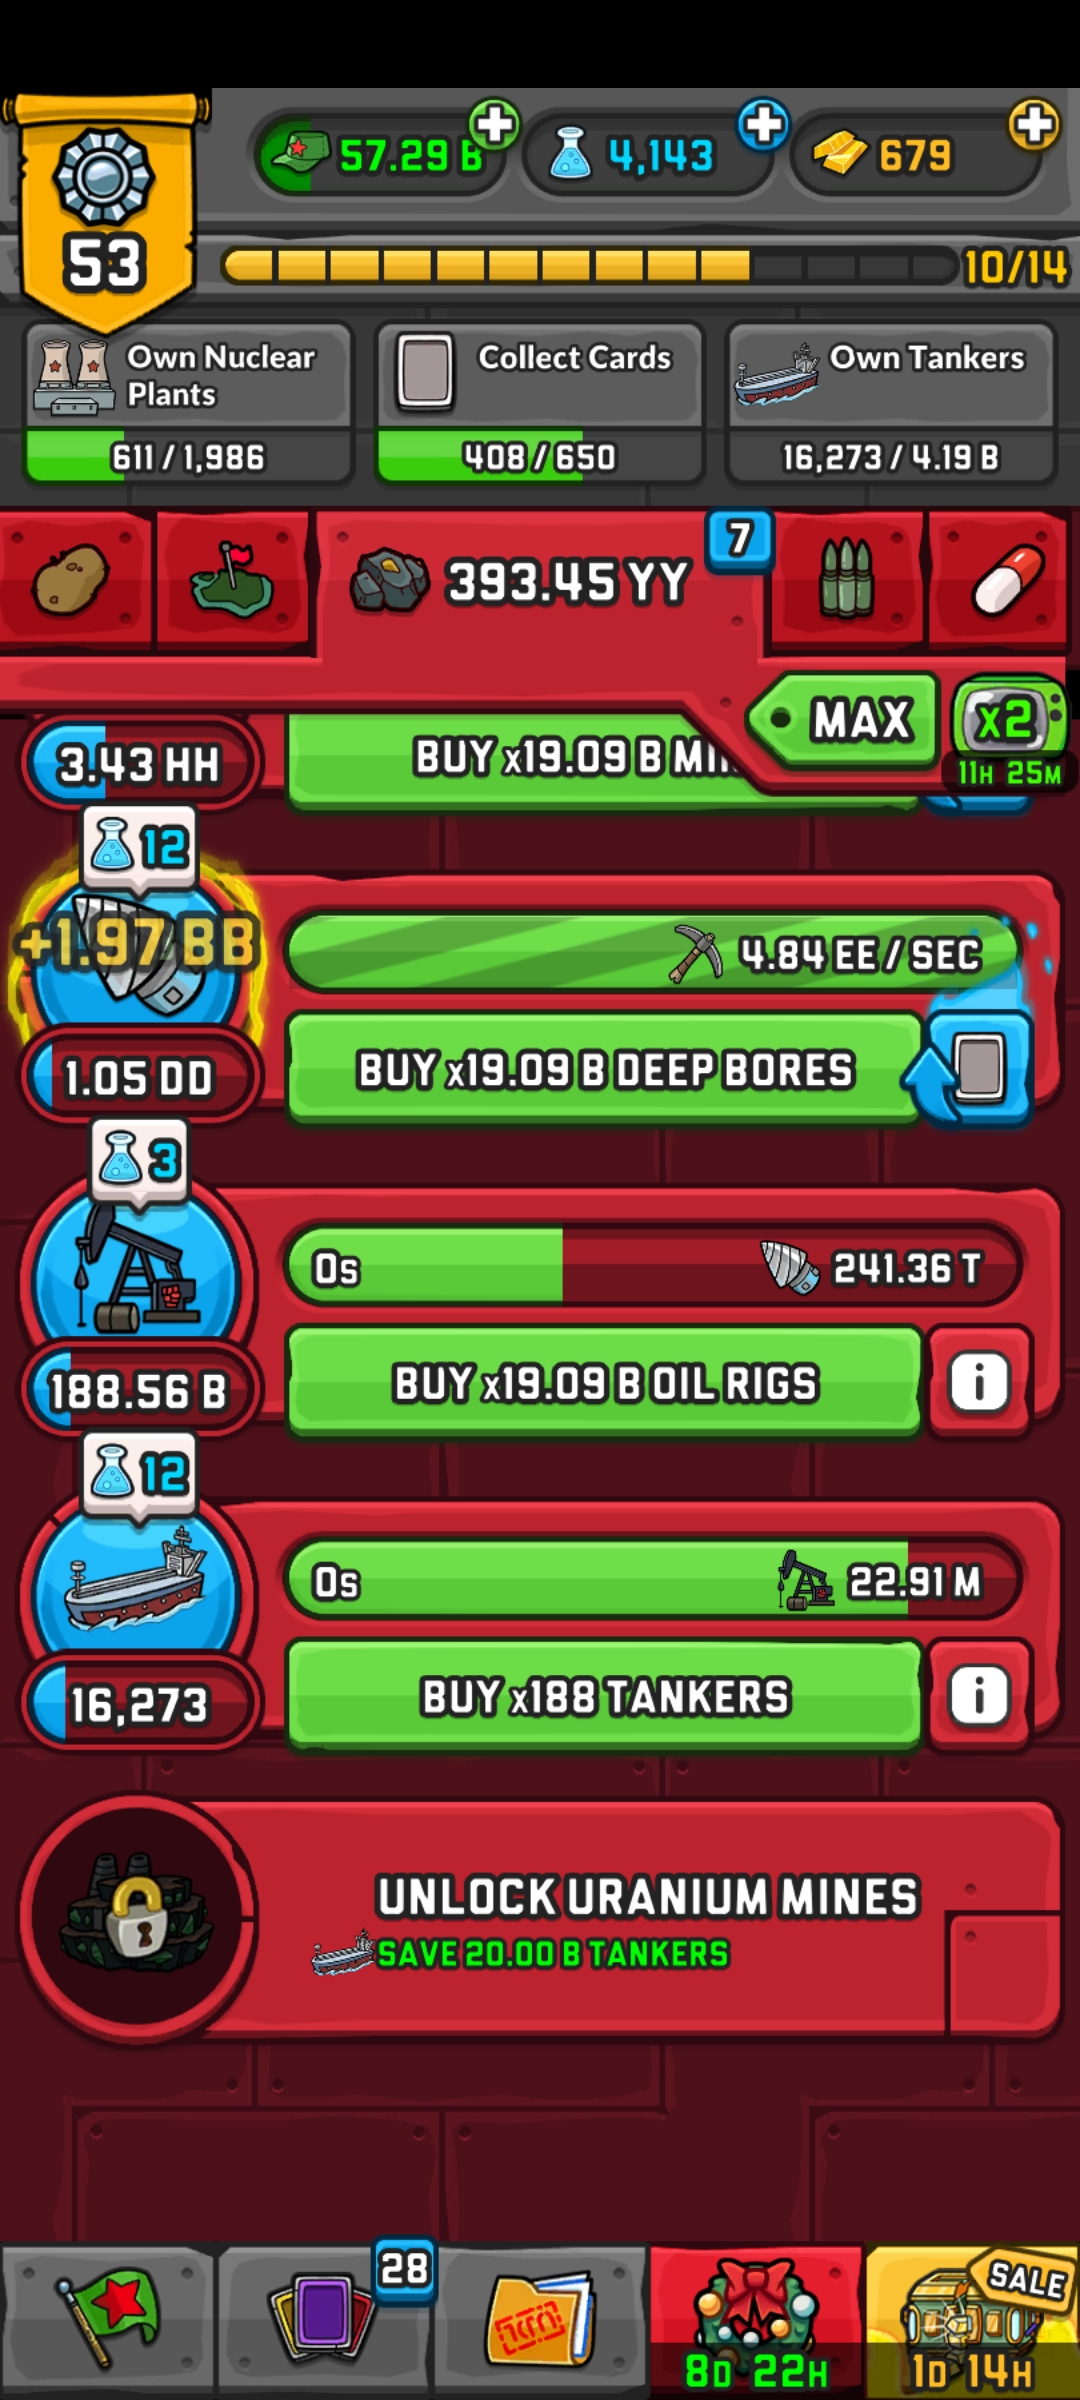 57.29 B
4,143
679
53
10/14
Own Nuclear
Plants
611 / 1,986
Collect Cards
408 / 650
Own Tankers
16,273 / 4.19 B
393.45 YY
7
MAX
x2
11H 25M
3.43 HH
BUY x19.09 B
12
+1.97 BB
4.84 EE / SEC
1.05 DD
BUY x19.09 B DEEP BORES
3
0s
241.36 T
188.56 B
BUY x19.09 B OIL RIGS
i
12
0s
22.91 M
16,273
BUY x188 TANKERS
i
UNLOCK URANIUM MINES
SAVE 20.00 B TANKERS
28
8D 22H
SALE
1D 14H